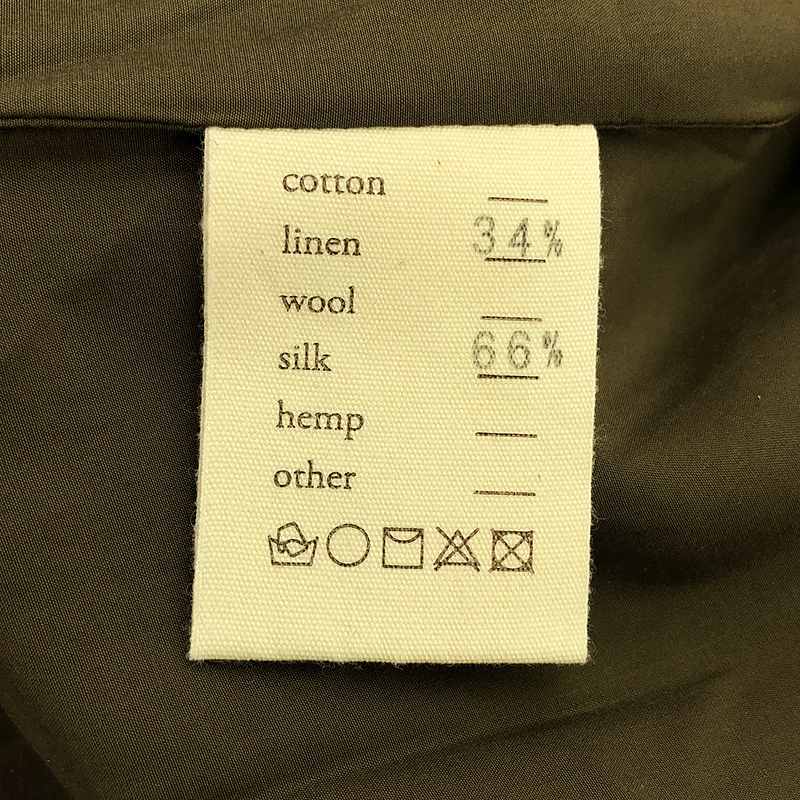 cotton
linen 34%
wool
silk 66%
hemp
other